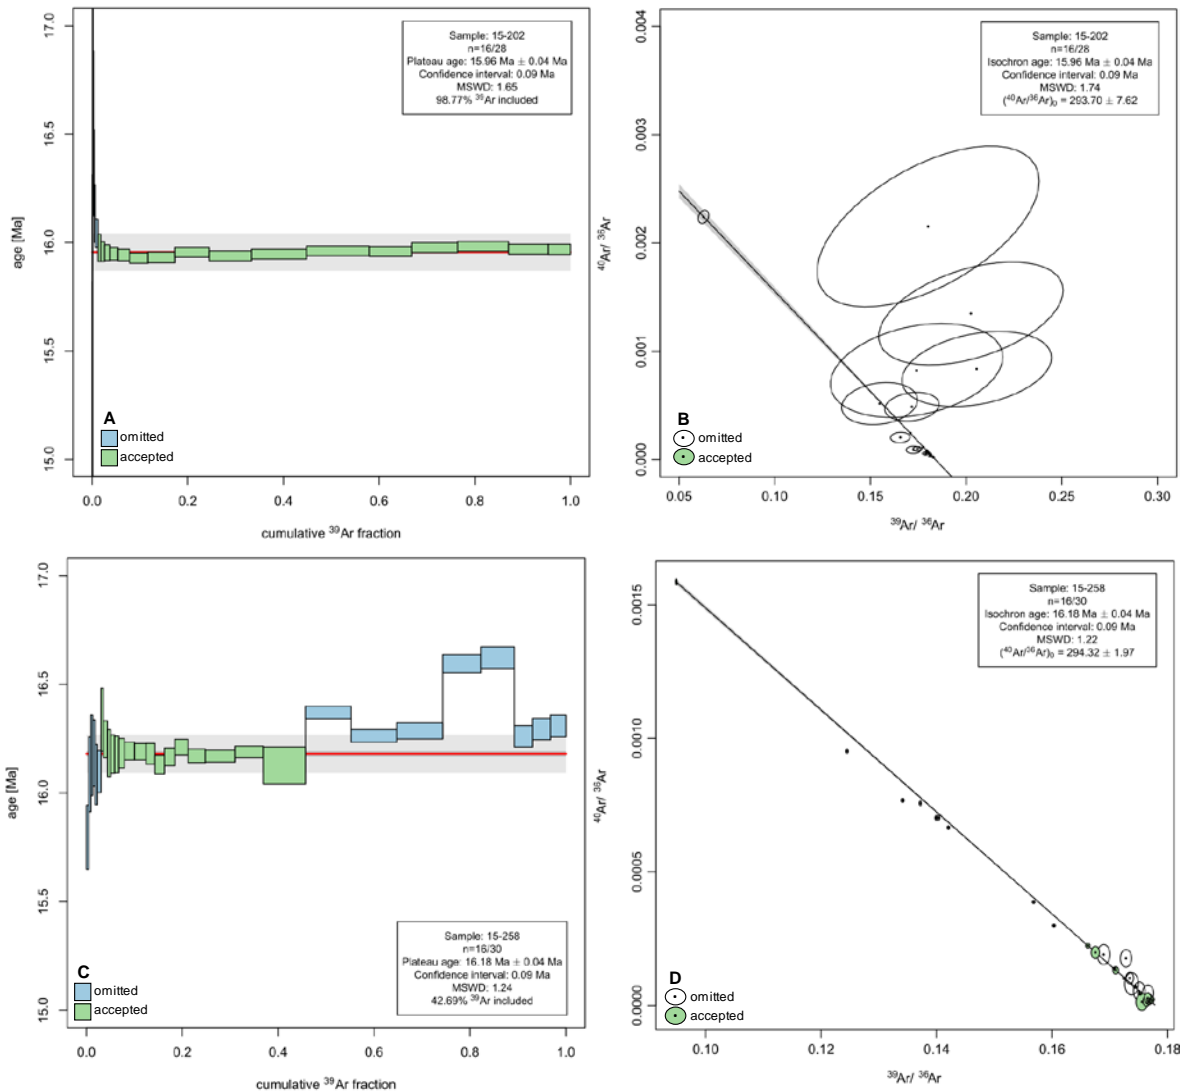 Sample: 15-202
n=16/28
Plateau age: 15.96 Ma ± 0.04 Ma
Confidence interval: 0.09 Ma
MSWD: 1.65
98.77% ³⁹Ar included
17.0
16.5
16.0
15.5
15.0
age [Ma]
A
omitted
accepted
0.0 0.2 0.4 0.6 0.8 1.0
cumulative ³⁹Ar fraction
Sample: 15-202
n=16/28
Isochron age: 15.96 Ma ± 0.04 Ma
Confidence interval: 0.09 Ma
MSWD: 1.74
(⁴⁰Ar/³⁶Ar)₀ = 293.70 ± 7.62
0.004
0.003
0.002
0.001
0.000
⁴⁰Ar/ ³⁶Ar
B
omitted
accepted
0.05 0.10 0.15 0.20 0.25 0.30
³⁹Ar/ ³⁶Ar
17.0
16.5
16.0
15.5
15.0
age [Ma]
Sample: 15-258
n=16/30
Plateau age: 16.18 Ma ± 0.04 Ma
Confidence interval: 0.09 Ma
MSWD: 1.24
42.69% ³⁹Ar included
C
omitted
accepted
0.0 0.2 0.4 0.6 0.8 1.0
cumulative ³⁹Ar fraction
Sample: 15-258
n=16/30
Isochron age: 16.18 Ma ± 0.04 Ma
Confidence interval: 0.09 Ma
MSWD: 1.22
(⁴⁰Ar/³⁶Ar)₀ = 294.32 ± 1.97
0.0015
0.0010
0.0005
0.0000
⁴⁰Ar/ ³⁶Ar
D
omitted
accepted
0.10 0.12 0.14 0.16 0.18
³⁹Ar/ ³⁶Ar